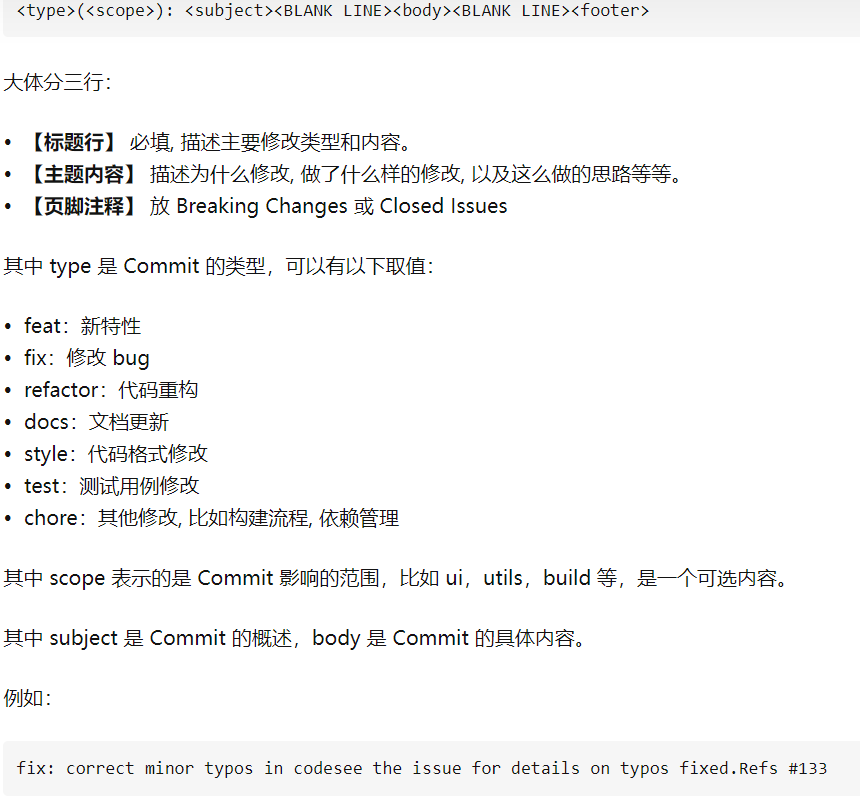 <type>(<scope>): <subject><BLANK LINE><body><BLANK LINE><footer>
大体分三行：
• 【标题行】 必填, 描述主要修改类型和内容。
• 【主题内容】 描述为什么修改, 做了什么样的修改, 以及这么做的思路等等。
• 【页脚注释】 放 Breaking Changes 或 Closed Issues
其中 type 是 Commit 的类型，可以有以下取值：
• feat：新特性
• fix：修改 bug
• refactor：代码重构
• docs：文档更新
• style：代码格式修改
• test：测试用例修改
• chore：其他修改, 比如构建流程, 依赖管理
其中 scope 表示的是 Commit 影响的范围，比如 ui，utils，build 等，是一个可选内容。
其中 subject 是 Commit 的概述，body 是 Commit 的具体内容。
例如：
fix: correct minor typos in codesee the issue for details on typos fixed.Refs #133